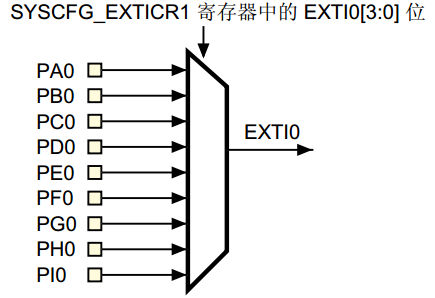 SYSCFG_EXTICR1 寄存器中的 EXTI0[3:0] 位
PA0
PB0
PC0
PD0
EXTI0
PE0
PF0
PG0
PH0
PI0